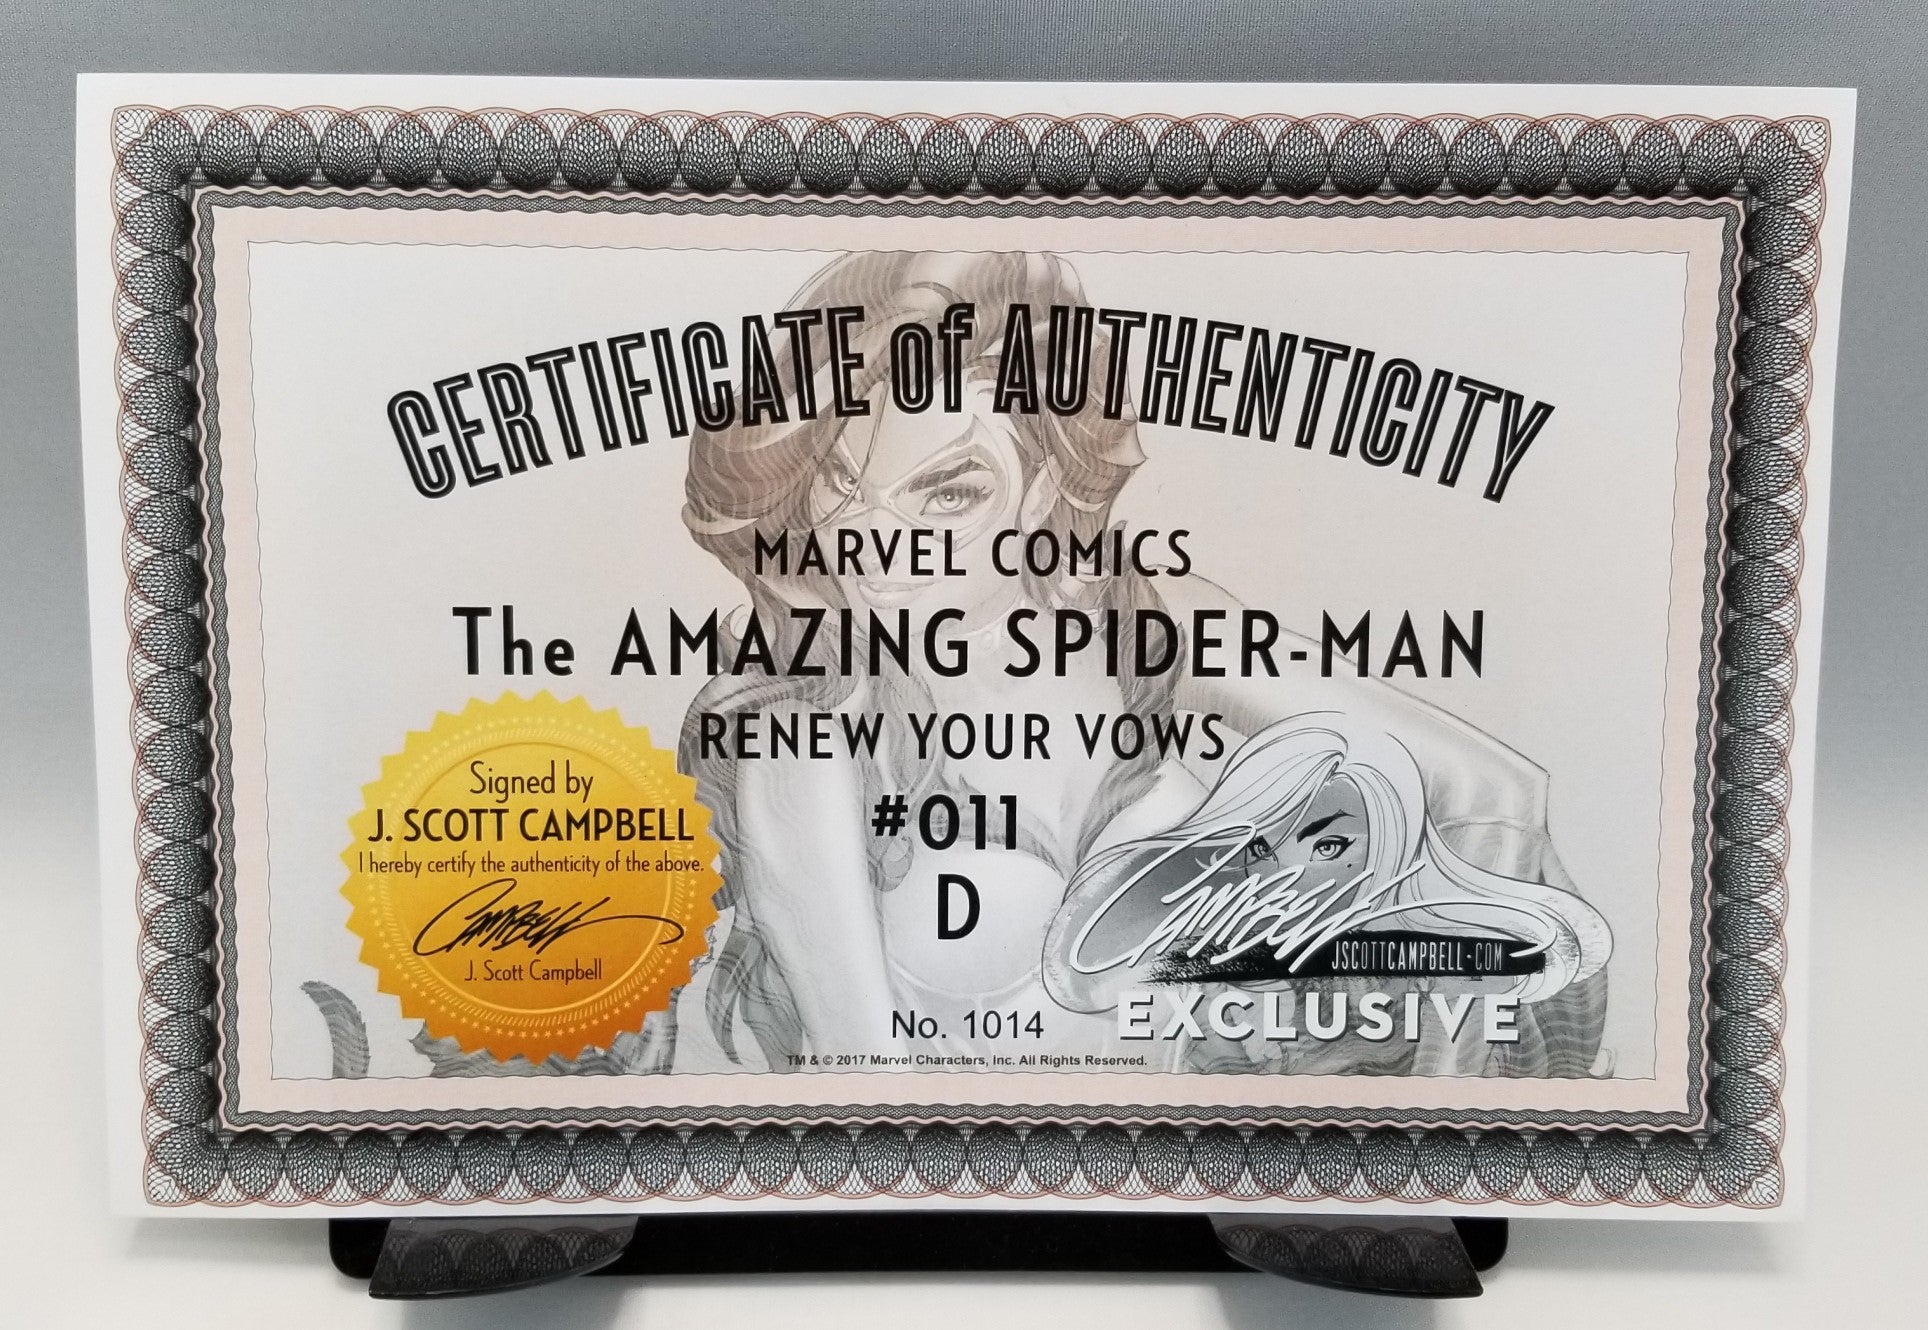 CERTIFICATE of AUTHENTICITY
MARVEL COMICS
The AMAZING SPIDER-MAN
RENEW YOUR VOWS
#011
D
Signed by
J. SCOTT CAMPBELL
I hereby certify the authenticity of the above.
CAMPBELL
J. Scott Campbell
CAMPBELL
JSCOTTCAMPBELL·COM
EXCLUSIVE
No. 1014
TM & © 2017 Marvel Characters, Inc. All Rights Reserved.